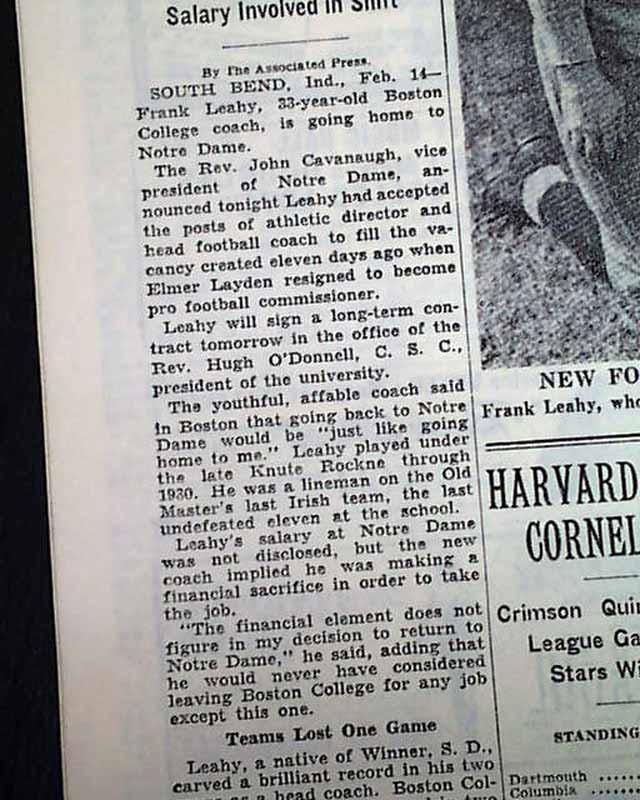 Salary Involved in Shift
By The Associated Press.
SOUTH BEND, Ind., Feb. 14—
Frank Leahy, 33-year-old Boston
College coach, is going home to
Notre Dame.
The Rev. John Cavanaugh, vice
president of Notre Dame, an-
nounced tonight Leahy had accepted
the posts of athletic director and
head football coach to fill the va-
cancy created eleven days ago when
Elmer Layden resigned to become
pro football commissioner.
Leahy will sign a long-term con-
tract tomorrow in the office of the
Rev. Hugh O'Donnell, C. S. C.,
president of the university.
The youthful, affable coach said
in Boston that going back to Notre
Dame would be "just like going
home to me." Leahy played under
the late Knute Rockne through
1930. He was a lineman on the Old
Master's last Irish team, the last
undefeated eleven at the school.
Leahy's salary at Notre Dame
was not disclosed, but the new
coach implied he was making a
financial sacrifice in order to take
the job.
"The financial element does not
figure in my decision to return to
Notre Dame," he said, adding that
he would never have considered
leaving Boston College for any job
except this one.
Teams Lost One Game
Leahy, a native of Winner, S. D.,
carved a brilliant record in his two
as a head coach. Boston Col-
NEW FO
Frank Leahy, who
HARVARD
CORNEL
Crimson Qui
League Ga
Stars Wi
STANDING
Dartmouth
Columbia